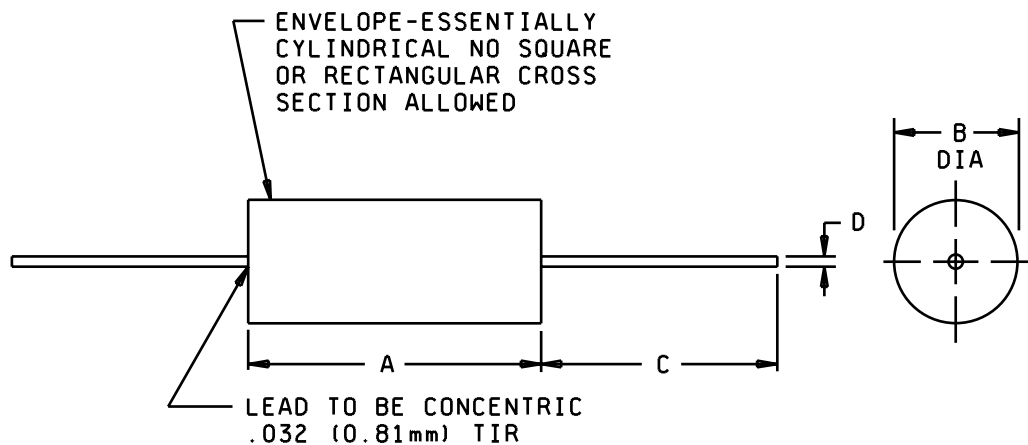 ENVELOPE-ESSENTIALLY
CYLINDRICAL NO SQUARE
OR RECTANGULAR CROSS
SECTION ALLOWED
B
DIA
D
A
C
LEAD TO BE CONCENTRIC
.032 (0.81mm) TIR